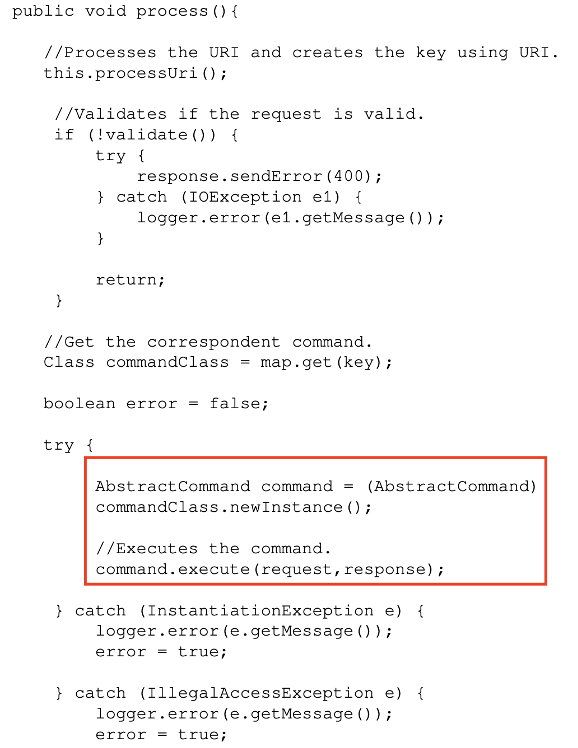 public void process(){
//Processes the URI and creates the key using URI.
this.processUri();
//Validates if the request is valid.
if (!validate()) {
try {
response.sendError(400);
} catch (IOException e1) {
logger.error(e1.getMessage());
}
return;
}
//Get the correspondent command.
Class commandClass = map.get(key);
boolean error = false;
try {
AbstractCommand command = (AbstractCommand)
commandClass.newInstance();
//Executes the command.
command.execute(request,response);
} catch (InstantiationException e) {
logger.error(e.getMessage());
error = true;
} catch (IllegalAccessException e) {
logger.error(e.getMessage());
error = true;